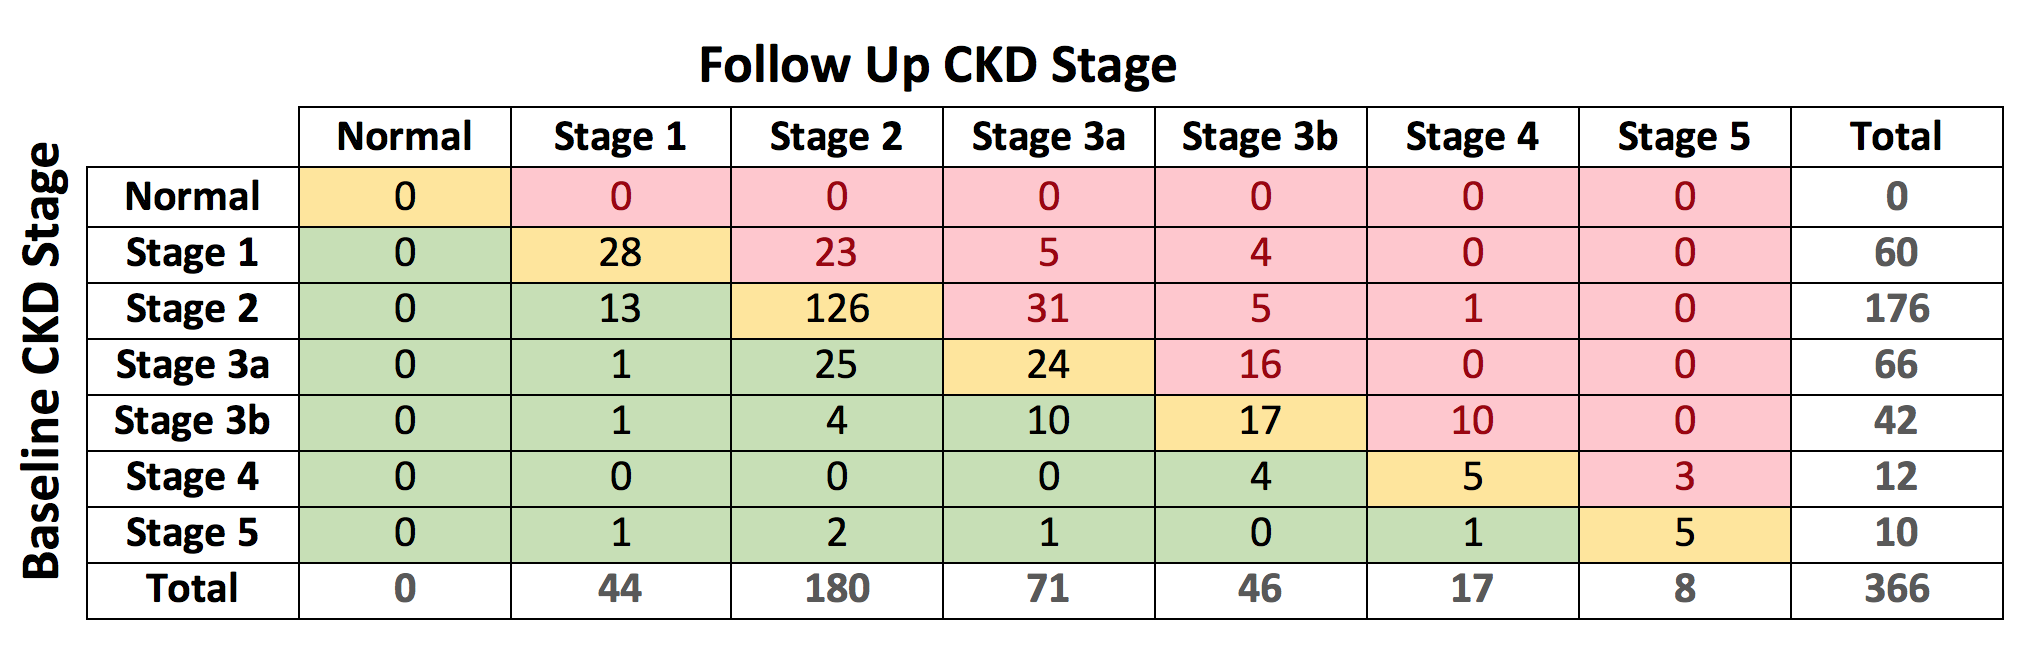 Follow Up CKD Stage
Baseline CKD Stage
Normal Stage 1 Stage 2 Stage 3a Stage 3b Stage 4 Stage 5 Total
Normal 0 0 0 0 0 0 0 0
Stage 1 0 28 23 5 4 0 0 60
Stage 2 0 13 126 31 5 1 0 176
Stage 3a 0 1 25 24 16 0 0 66
Stage 3b 0 1 4 10 17 10 0 42
Stage 4 0 0 0 0 4 5 3 12
Stage 5 0 1 2 1 0 1 5 10
Total 0 44 180 71 46 17 8 366